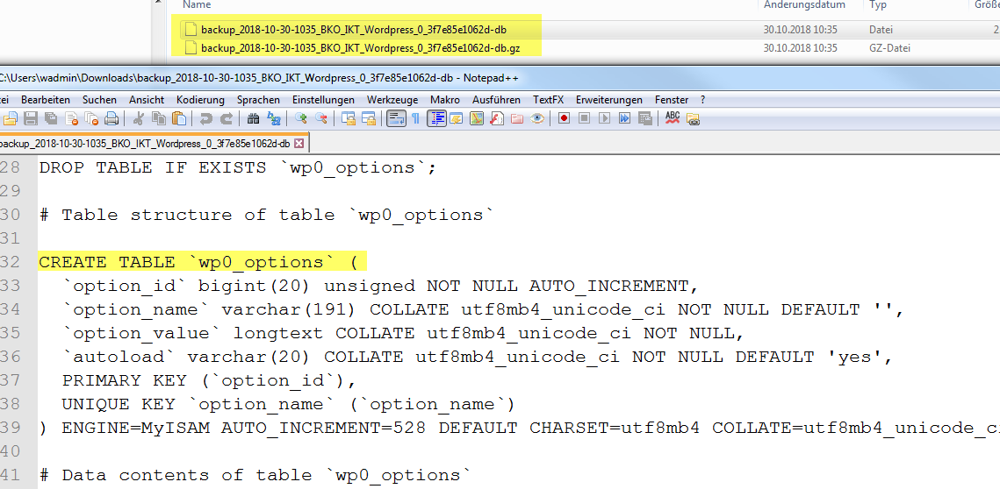 Name Änderungsdatum Typ Größe
backup_2018-10-30-1035_BKO_IKT_Wordpress_0_3f7e85e1062d-db 30.10.2018 10:35 Datei 2
backup_2018-10-30-1035_BKO_IKT_Wordpress_0_3f7e85e1062d-db.gz 30.10.2018 10:35 GZ-Datei
C:\Users\wadmin\Downloads\backup_2018-10-30-1035_BKO_IKT_Wordpress_0_3f7e85e1062d-db - Notepad++
ei Bearbeiten Suchen Ansicht Kodierung Sprachen Einstellungen Werkzeuge Makro Ausführen TextFX Erweiterungen Fenster ?
ABC
backup_2018-10-30-1035_BKO_IKT_Wordpress_0_3f7e85e1062d-db
28 DROP TABLE IF EXISTS `wp0_options`;
29
30 # Table structure of table `wp0_options`
31
32 CREATE TABLE `wp0_options` (
33 `option_id` bigint(20) unsigned NOT NULL AUTO_INCREMENT,
34 `option_name` varchar(191) COLLATE utf8mb4_unicode_ci NOT NULL DEFAULT '',
35 `option_value` longtext COLLATE utf8mb4_unicode_ci NOT NULL,
36 `autoload` varchar(20) COLLATE utf8mb4_unicode_ci NOT NULL DEFAULT 'yes',
37 PRIMARY KEY (`option_id`),
38 UNIQUE KEY `option_name` (`option_name`)
39 ) ENGINE=MyISAM AUTO_INCREMENT=528 DEFAULT CHARSET=utf8mb4 COLLATE=utf8mb4_unicode_ci
40
41 # Data contents of table `wp0_options`